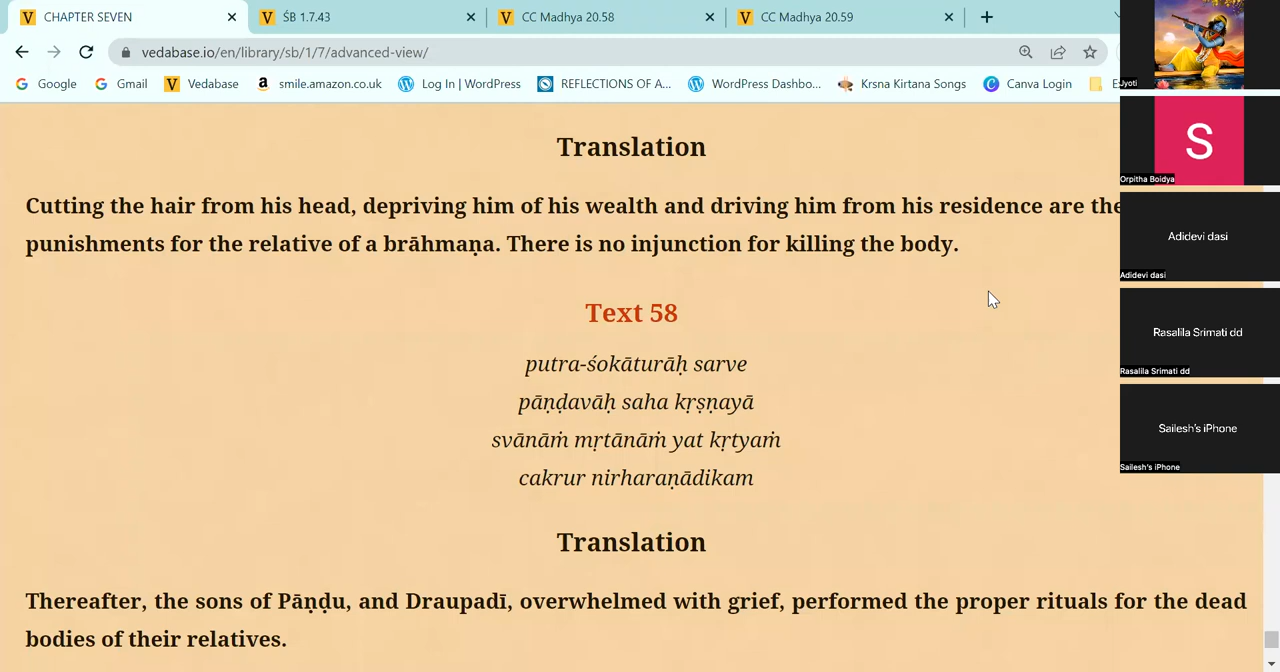 CHAPTER SEVEN
ŚB 1.7.43
CC Madhya 20.58
CC Madhya 20.59
vedabase.io/en/library/sb/1/7/advanced-view/
Google
Gmail
Vedabase
smile.amazon.co.uk
Log In | WordPress
REFLECTIONS OF A...
WordPress Dashbo...
Krsna Kirtana Songs
Canva Login
Translation
Cutting the hair from his head, depriving him of his wealth and driving him from his residence are the
punishments for the relative of a brāhmaṇa. There is no injunction for killing the body.
Text 58
putra-śokāturāḥ sarve
pāṇḍavāḥ saha kṛṣṇayā
svānāṁ mṛtānāṁ yat kṛtyaṁ
cakrur nirharaṇādikam
Translation
Thereafter, the sons of Pāṇḍu, and Draupadī, overwhelmed with grief, performed the proper rituals for the dead
bodies of their relatives.
Jyoti
S
Orpitha Boidya
Adidevi dasi
Adidevi dasi
Rasalila Srimati dd
Rasalila Srimati dd
Sailesh's iPhone
Sailesh's iPhone